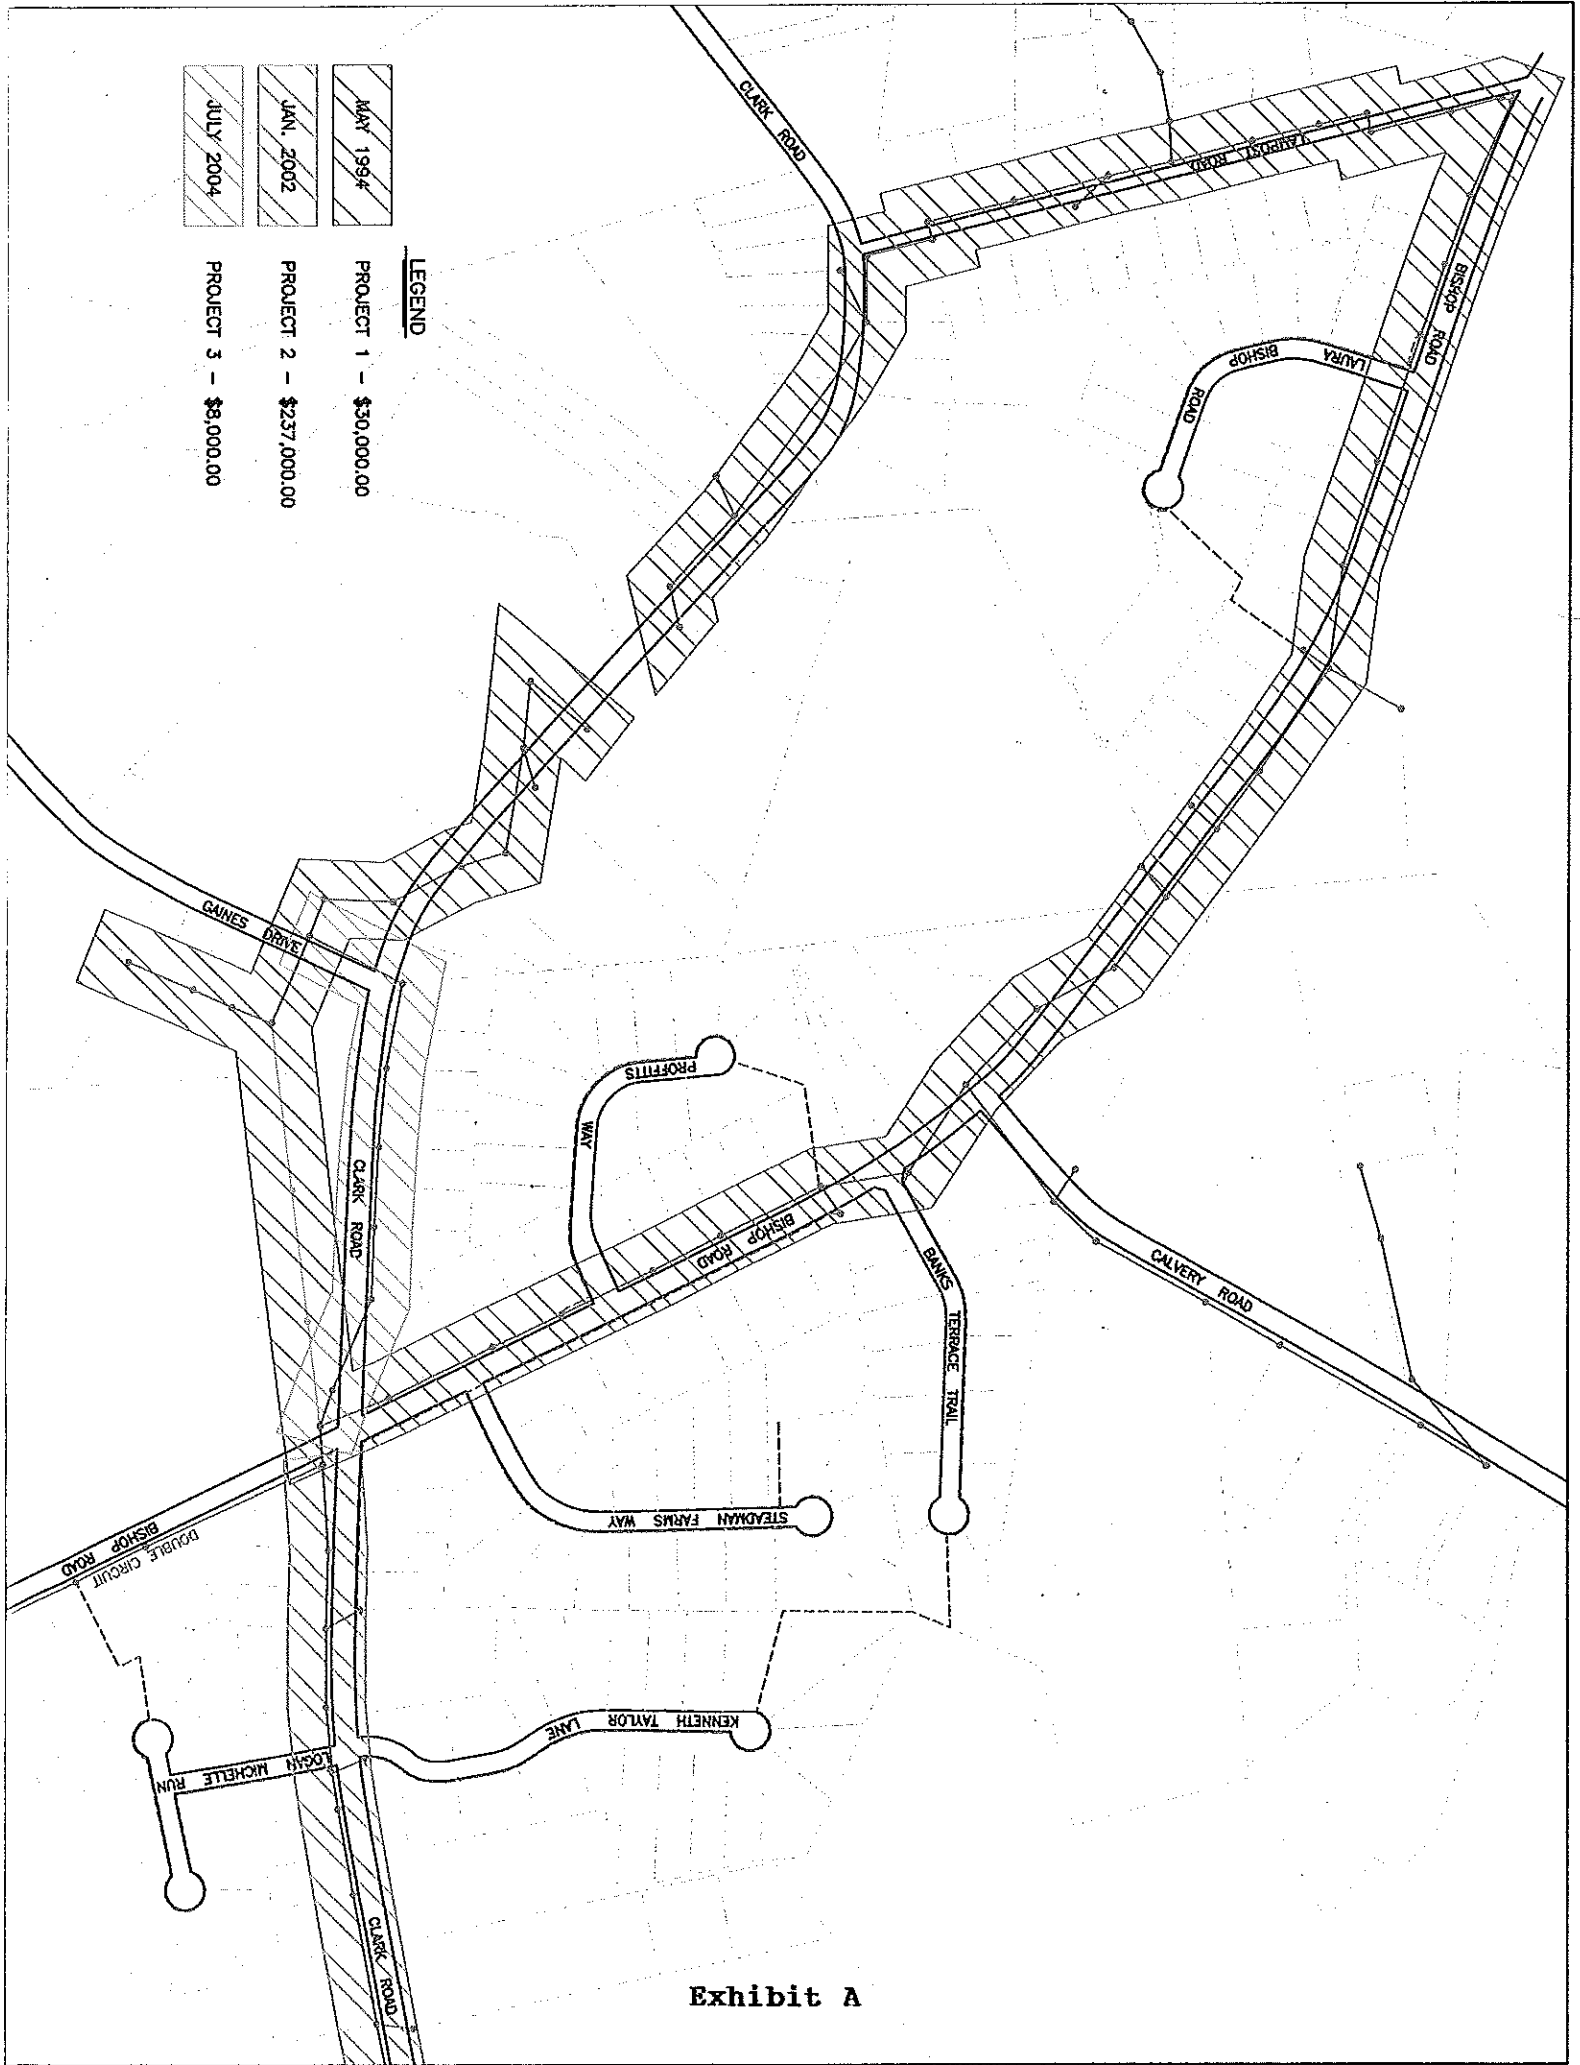 LEGEND
MAY 1994 PROJECT 1 - $30,000.00
JAN. 2002 PROJECT 2 - $237,000.00
JULY 2004 PROJECT 3 - $8,000.00
CLARK ROAD
LAMPOST ROAD
BISHOP ROAD
LAURA BISHOP ROAD
GAINES DRIVE
CLARK ROAD
PROFFITTS WAY
BISHOP ROAD
BANKS TERRACE TRAIL
CALVERY ROAD
STEADMAN FARMS WAY
BISHOP ROAD
DOUBLE CIRCUIT
KENNETH TAYLOR LANE
LOGAN MICHELLE RUN
CLARK ROAD
Exhibit A